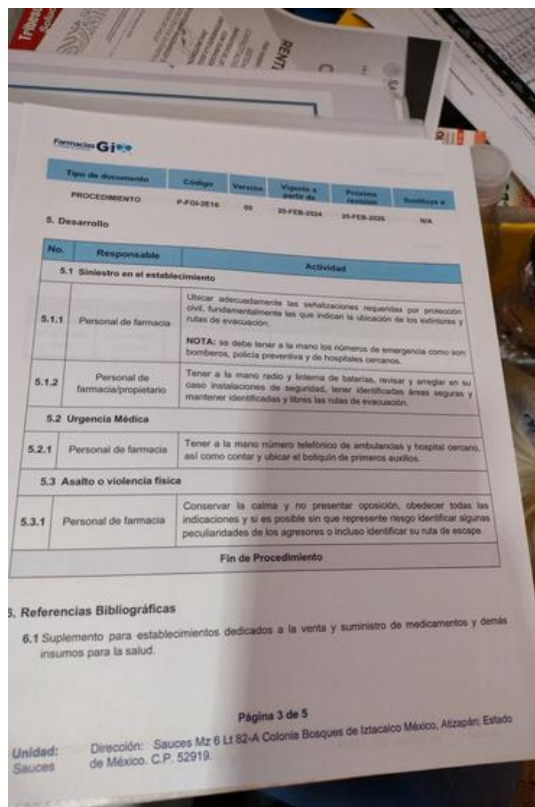 Tribest
RENT
Farmacias Gi
Tipo de documento Código Versión Vigente a partir de Próxima revisión Sustituye a
PROCEDIMIENTO P-FGI-2E16 00 20-FEB-2024 20-FEB-2026 N/A
5. Desarrollo
No. Responsable Actividad
5.1 Siniestro en el establecimiento
5.1.1 Personal de farmacia
Ubicar adecuadamente las señalizaciones requeridas por protección
civil, fundamentalmente las que indican la ubicación de los extintores y
rutas de evacuación.
NOTA: se debe tener a la mano los números de emergencia como son
bomberos, policía preventiva y de hospitales cercanos.
5.1.2 Personal de farmacia/propietario
Tener a la mano radio y linterna de baterías, revisar y arreglar en su
caso instalaciones de seguridad, tener identificadas áreas seguras y
mantener identificadas y libres las rutas de evacuación.
5.2 Urgencia Médica
5.2.1 Personal de farmacia
Tener a la mano número telefónico de ambulancias y hospital cercano,
así como contar y ubicar el botiquín de primeros auxilios.
5.3 Asalto o violencia física
5.3.1 Personal de farmacia
Conservar la calma y no presentar oposición, obedecer todas las
indicaciones y si es posible sin que represente riesgo identificar algunas
peculiaridades de los agresores o incluso identificar su ruta de escape.
Fin de Procedimiento
6. Referencias Bibliográficas
6.1 Suplemento para establecimientos dedicados a la venta y suministro de medicamentos y demás
insumos para la salud.
Página 3 de 5
Unidad: Sauces
Dirección: Sauces Mz 6 Lt 82-A Colonia Bosques de Iztacalco México, Atizapán; Estado
de México. C.P. 52919.